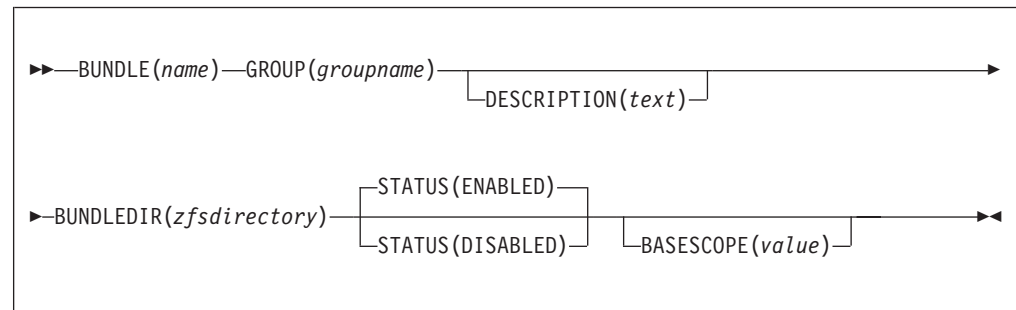 BUNDLE(name) GROUP(groupname)
DESCRIPTION(text)
STATUS(ENABLED)
BUNDLEDIR(zfsdirectory)
STATUS(DISABLED)
BASESCOPE(value)